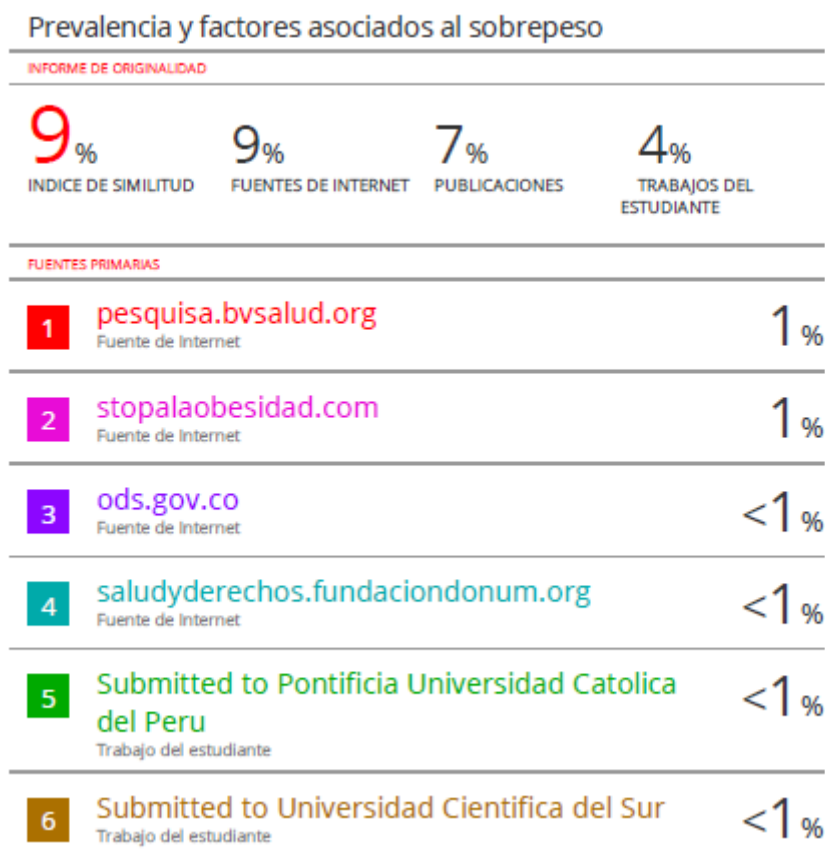 Prevalencia y factores asociados al sobrepeso
INFORME DE ORIGINALIDAD
9%
INDICE DE SIMILITUD
9%
FUENTES DE INTERNET
7%
PUBLICACIONES
4%
TRABAJOS DEL
ESTUDIANTE
FUENTES PRIMARIAS
1
pesquisa.bvsalud.org
Fuente de Internet
1%
2
stopalaobesidad.com
Fuente de Internet
1%
3
ods.gov.co
Fuente de Internet
<1%
4
saludyderechos.fundaciondonum.org
Fuente de Internet
<1%
5
Submitted to Pontificia Universidad Catolica
del Peru
Trabajo del estudiante
<1%
6
Submitted to Universidad Cientifica del Sur
Trabajo del estudiante
<1%